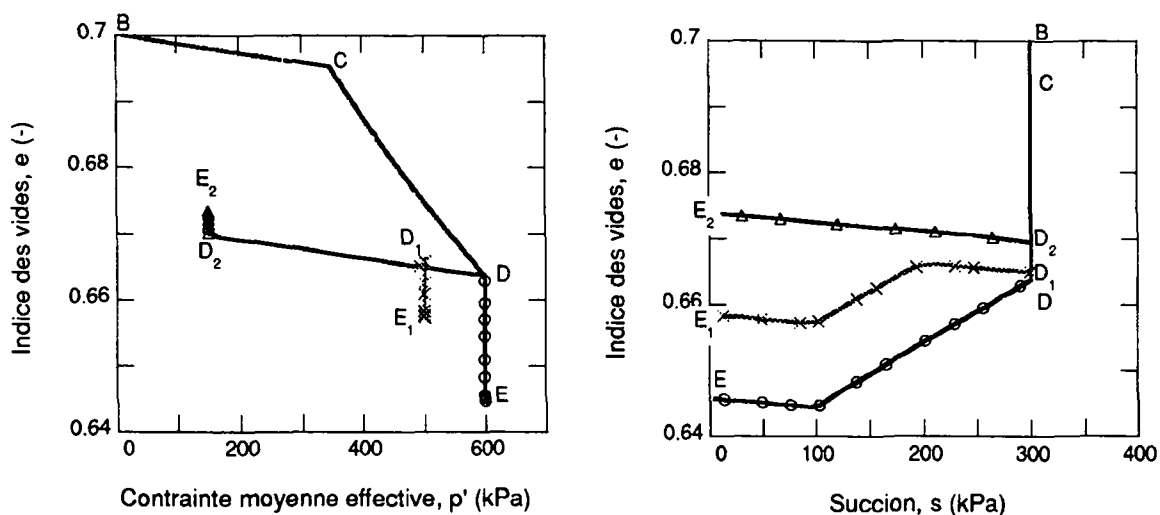 B
0.7
C
0.68
E2
D1
D2
D
0.66
E1
E
0.64
0
200
400
600
Indice des vides, e (-)
Contrainte moyenne effective, p' (kPa)
B
0.7
C
0.68
E2
D2
D1
0.66
D
E1
E
0.64
0
100
200
300
400
Indice des vides, e (-)
Succion, s (kPa)